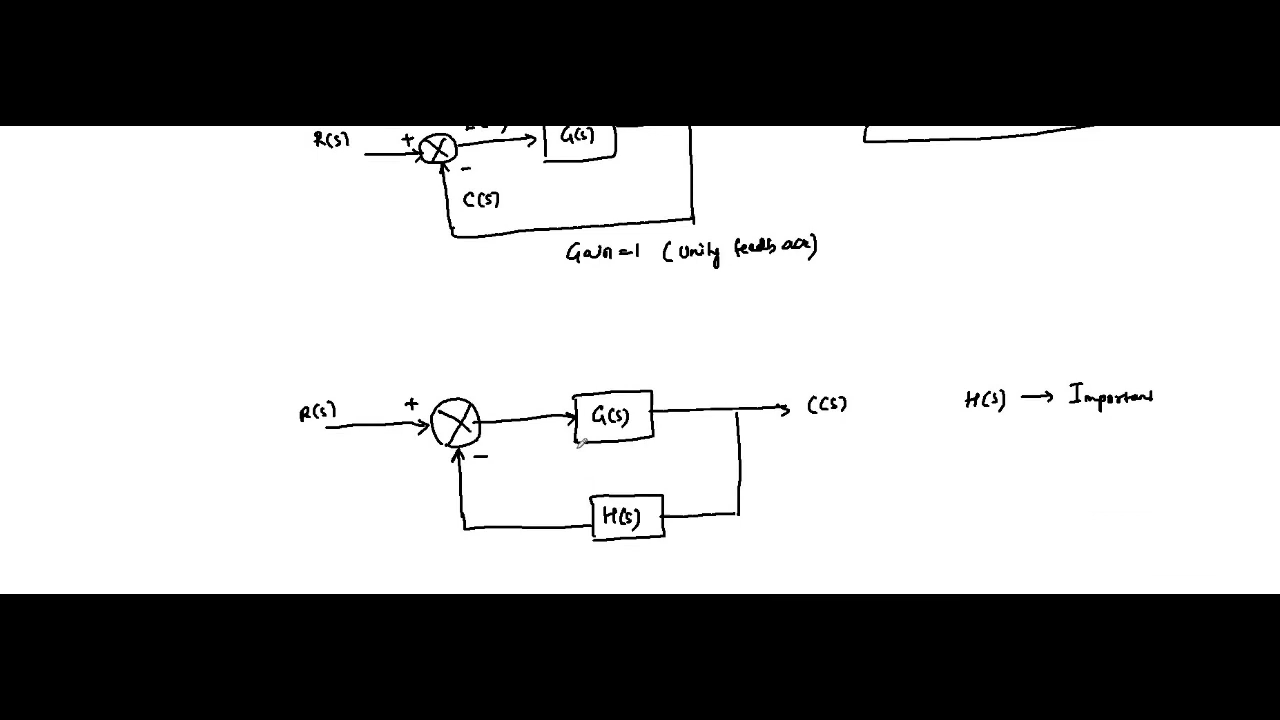 R(s) + G(s)
-
C(s)
Gain=1 (Unity feedback)
R(s) + G(s) C(s) H(s) → Important
-
H(s)